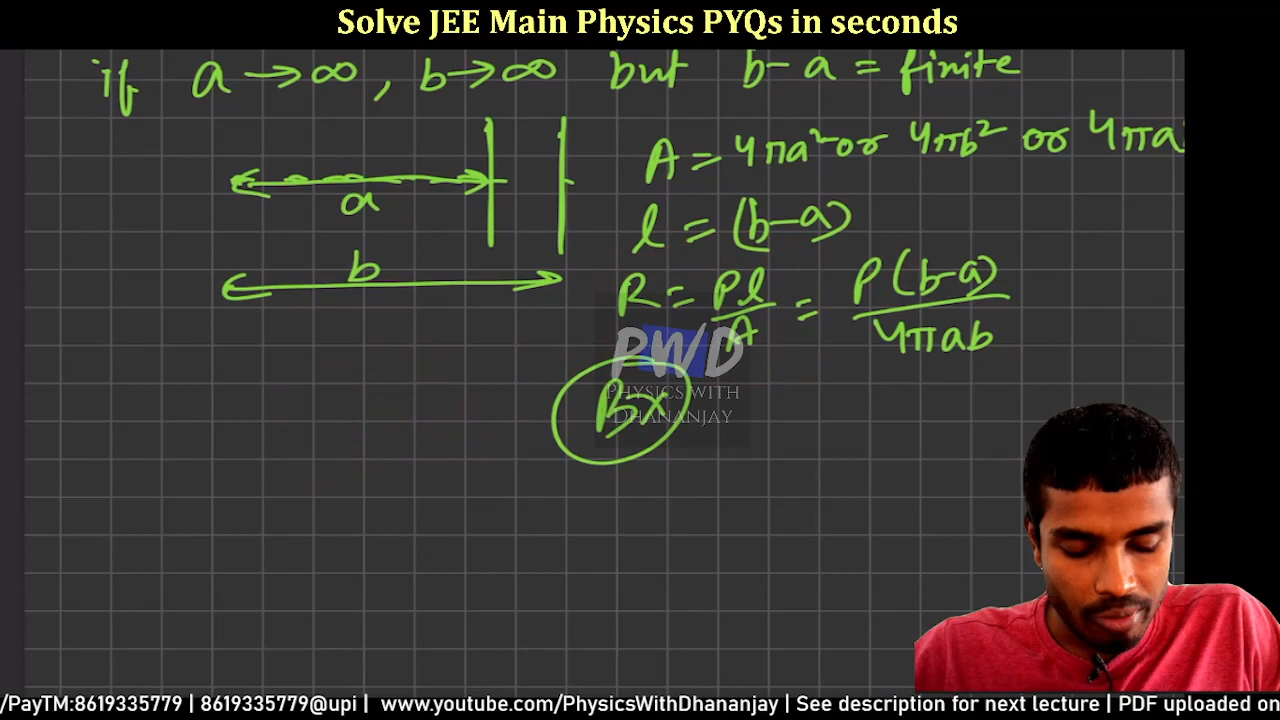 Solve JEE Main Physics PYQs in seconds
if a → ∞, b → ∞ but b - a = finite
A = 4πa² or 4πb² or 4πa
a
l = (b-a)
b
R = ρl/A = ρ(b-a)/4πab
PWD
PHYSICS WITH
DHANANJAY
B×
/PayTM:8619335779 | 8619335779@upi | www.youtube.com/PhysicsWithDhananjay | See description for next lecture | PDF uploaded on